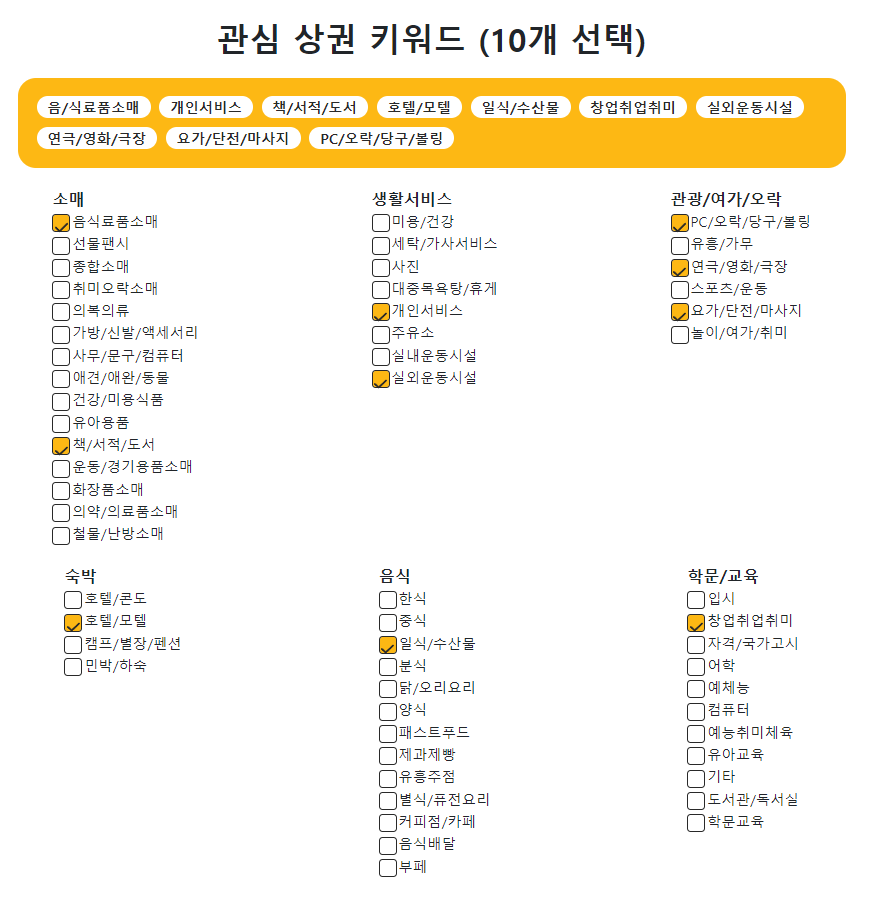 관심 상권 키워드 (10개 선택)
음/식료품소매 개인서비스 책/서적/도서 호텔/모텔 일식/수산물 창업취업취미 실외운동시설
연극/영화/극장 요가/단전/마사지 PC/오락/당구/볼링
소매
음식료품소매
선물팬시
종합소매
취미오락소매
의복의류
가방/신발/액세서리
사무/문구/컴퓨터
애견/애완/동물
건강/미용식품
유아용품
책/서적/도서
운동/경기용품소매
화장품소매
의약/의료품소매
철물/난방소매
생활서비스
미용/건강
세탁/가사서비스
사진
대중목욕탕/휴게
개인서비스
주유소
실내운동시설
실외운동시설
관광/여가/오락
PC/오락/당구/볼링
유흥/가무
연극/영화/극장
스포츠/운동
요가/단전/마사지
놀이/여가/취미
숙박
호텔/콘도
호텔/모텔
캠프/별장/펜션
민박/하숙
음식
한식
중식
일식/수산물
분식
닭/오리요리
양식
패스트푸드
제과제빵
유흥주점
별식/퓨전요리
커피점/카페
음식배달
부페
학문/교육
입시
창업취업취미
자격/국가고시
어학
예체능
컴퓨터
예능취미체육
유아교육
기타
도서관/독서실
학문교육